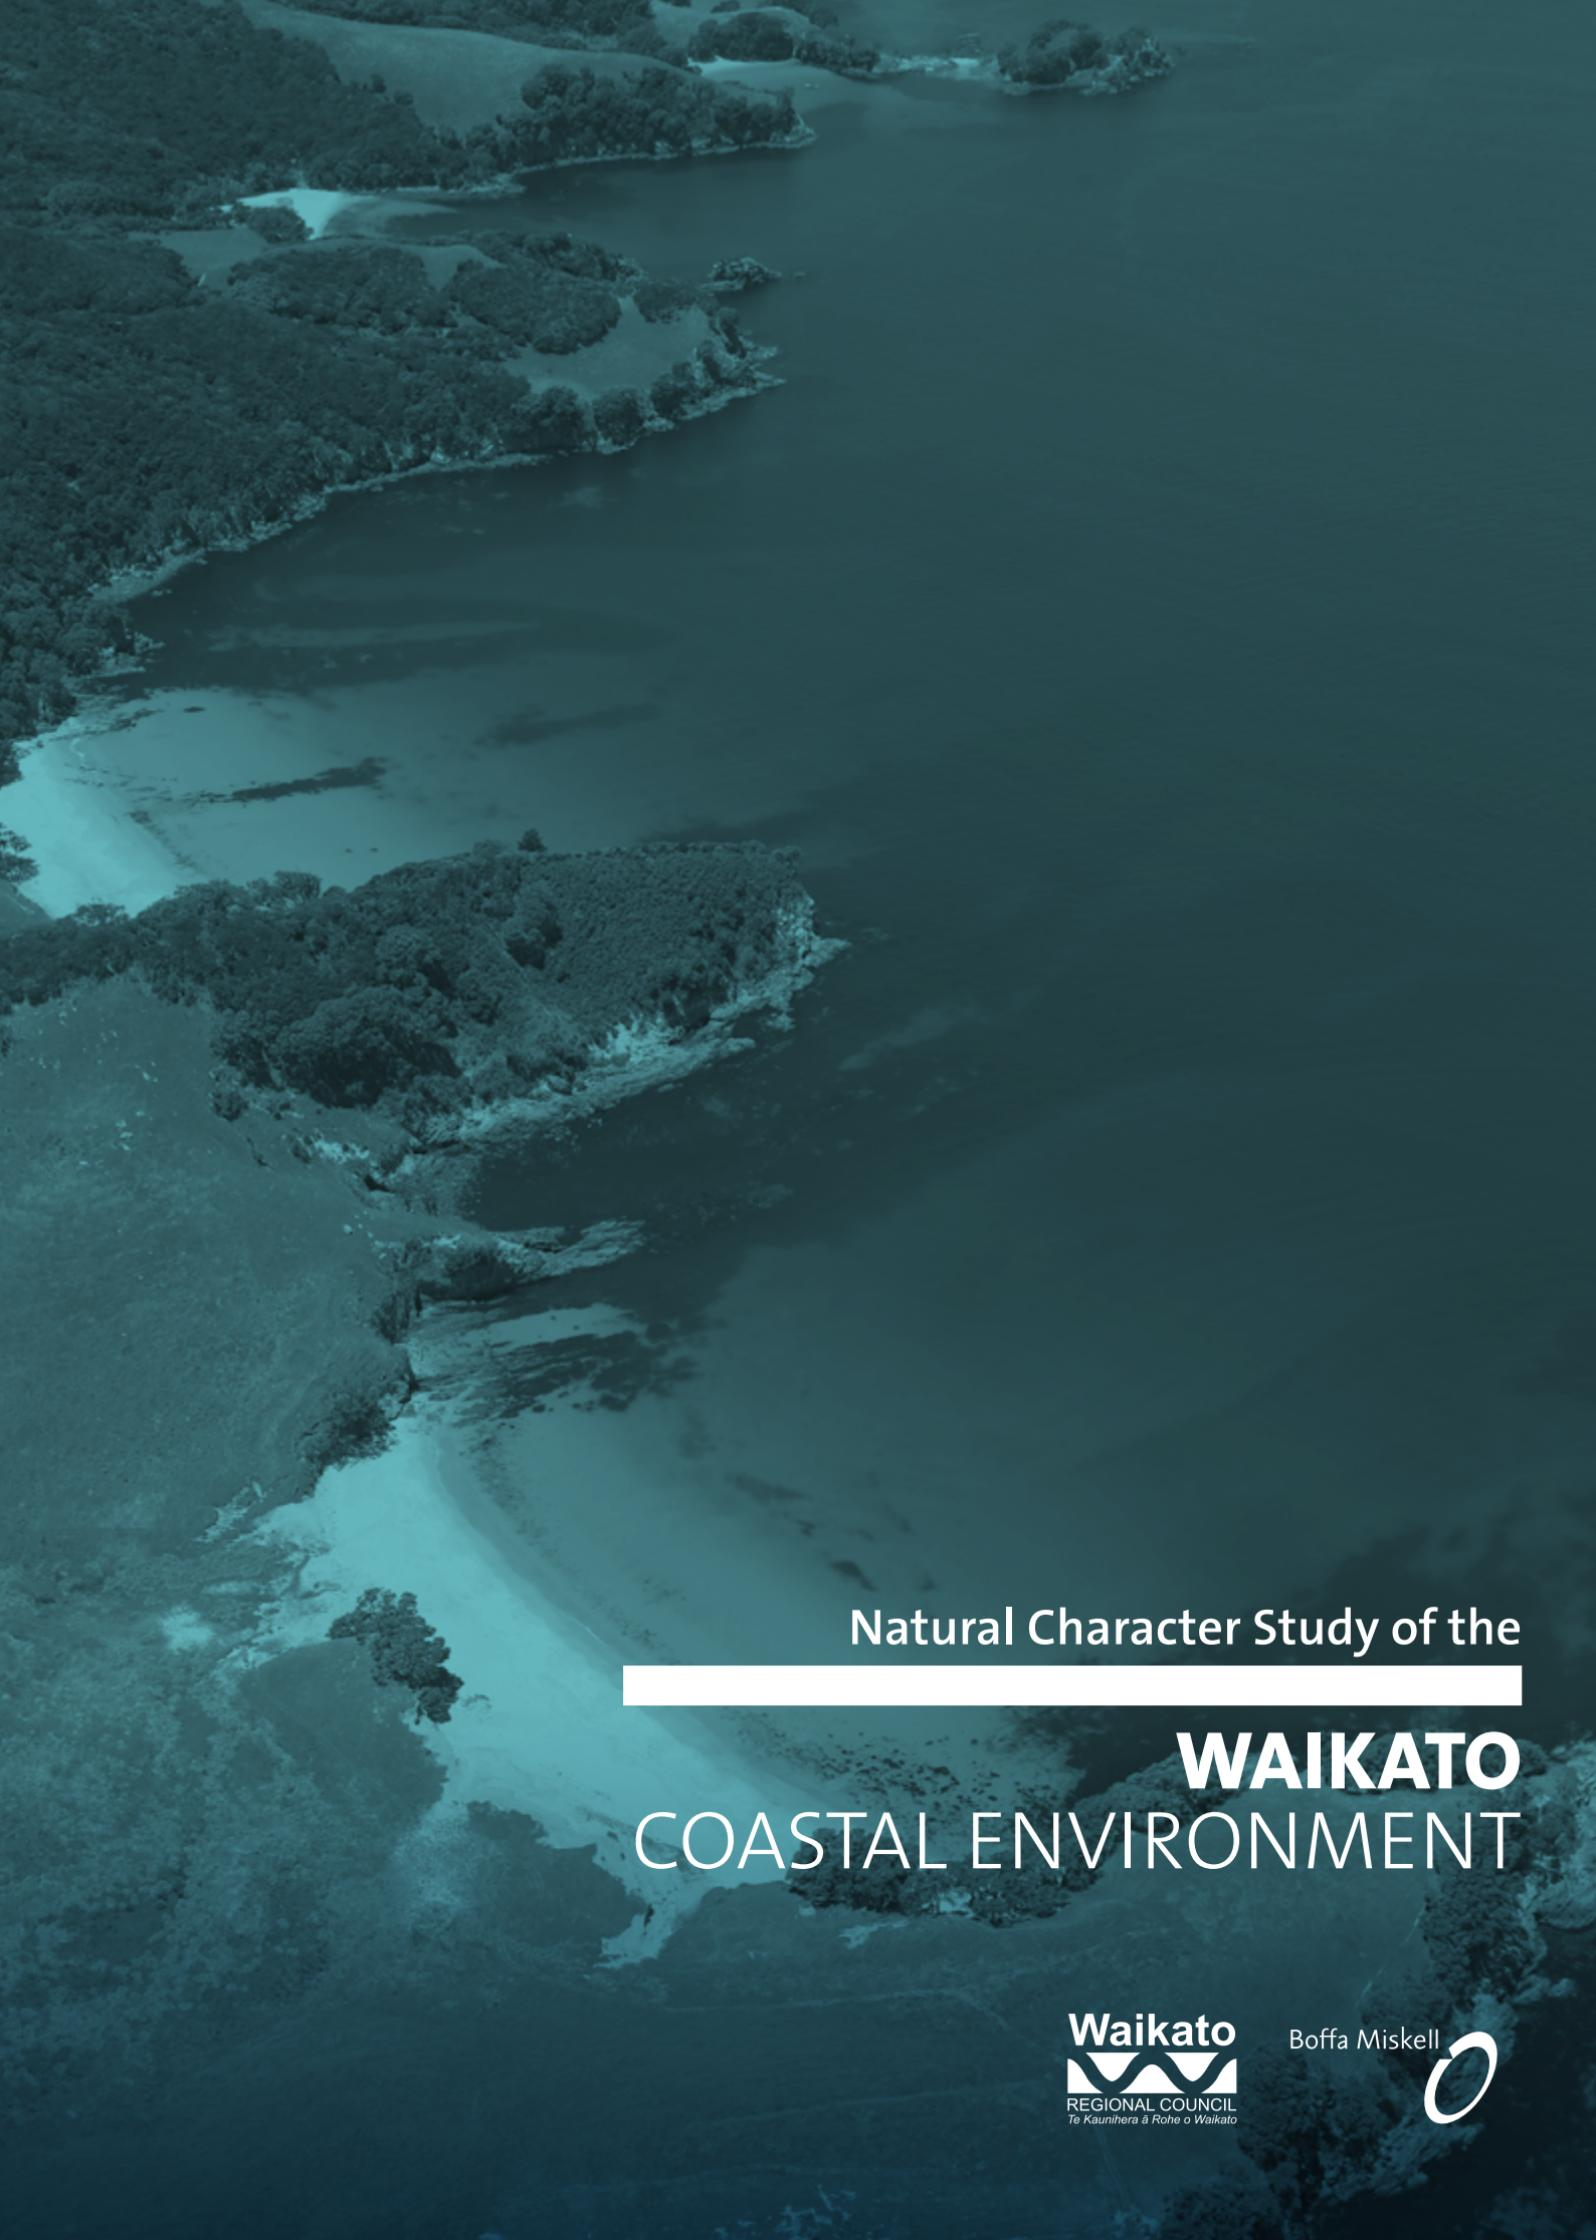 Natural Character Study of the
WAIKATO
COASTAL ENVIRONMENT
Waikato
REGIONAL COUNCIL
Te Kaunihera ā Rohe o Waikato
Boffa Miskell